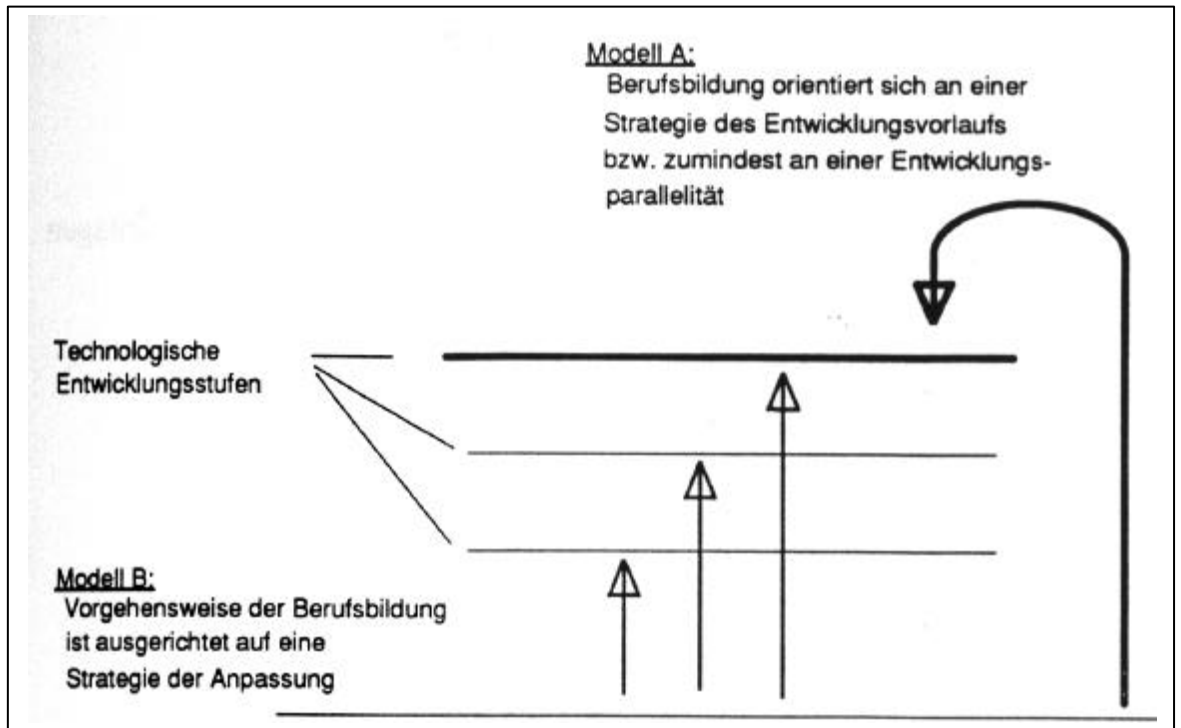 Modell A:
Berufsbildung orientiert sich an einer
Strategie des Entwicklungsvorlaufs
bzw. zumindest an einer Entwicklungs-
parallelität
Technologische
Entwicklungsstufen
Modell B:
Vorgehensweise der Berufsbildung
ist ausgerichtet auf eine
Strategie der Anpassung